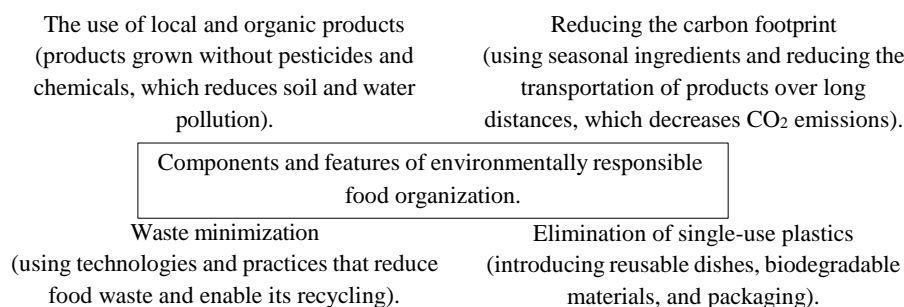 The use of local and organic products
(products grown without pesticides and
chemicals, which reduces soil and water
pollution).
Reducing the carbon footprint
(using seasonal ingredients and reducing the
transportation of products over long
distances, which decreases CO₂ emissions).
Components and features of environmentally responsible
food organization.
Waste minimization
(using technologies and practices that reduce
food waste and enable its recycling).
Elimination of single-use plastics
(introducing reusable dishes, biodegradable
materials, and packaging).